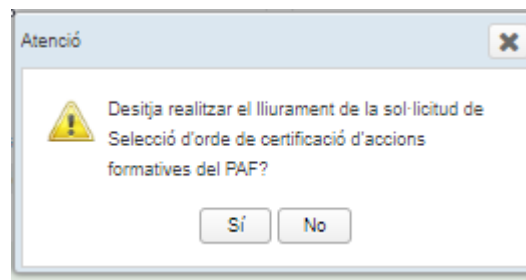 Atenció
Desitja realitzar el lliurament de la sol·licitud de
Selecció d'orde de certificació d'accions
formatives del PAF?
Sí
No